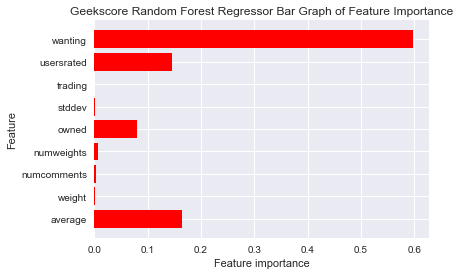 Geekscore Random Forest Regressor Bar Graph of Feature Importance
wanting
usersrated
trading
stddev
owned
numweights
numcomments
weight
average
Feature
0.0 0.1 0.2 0.3 0.4 0.5 0.6
Feature importance